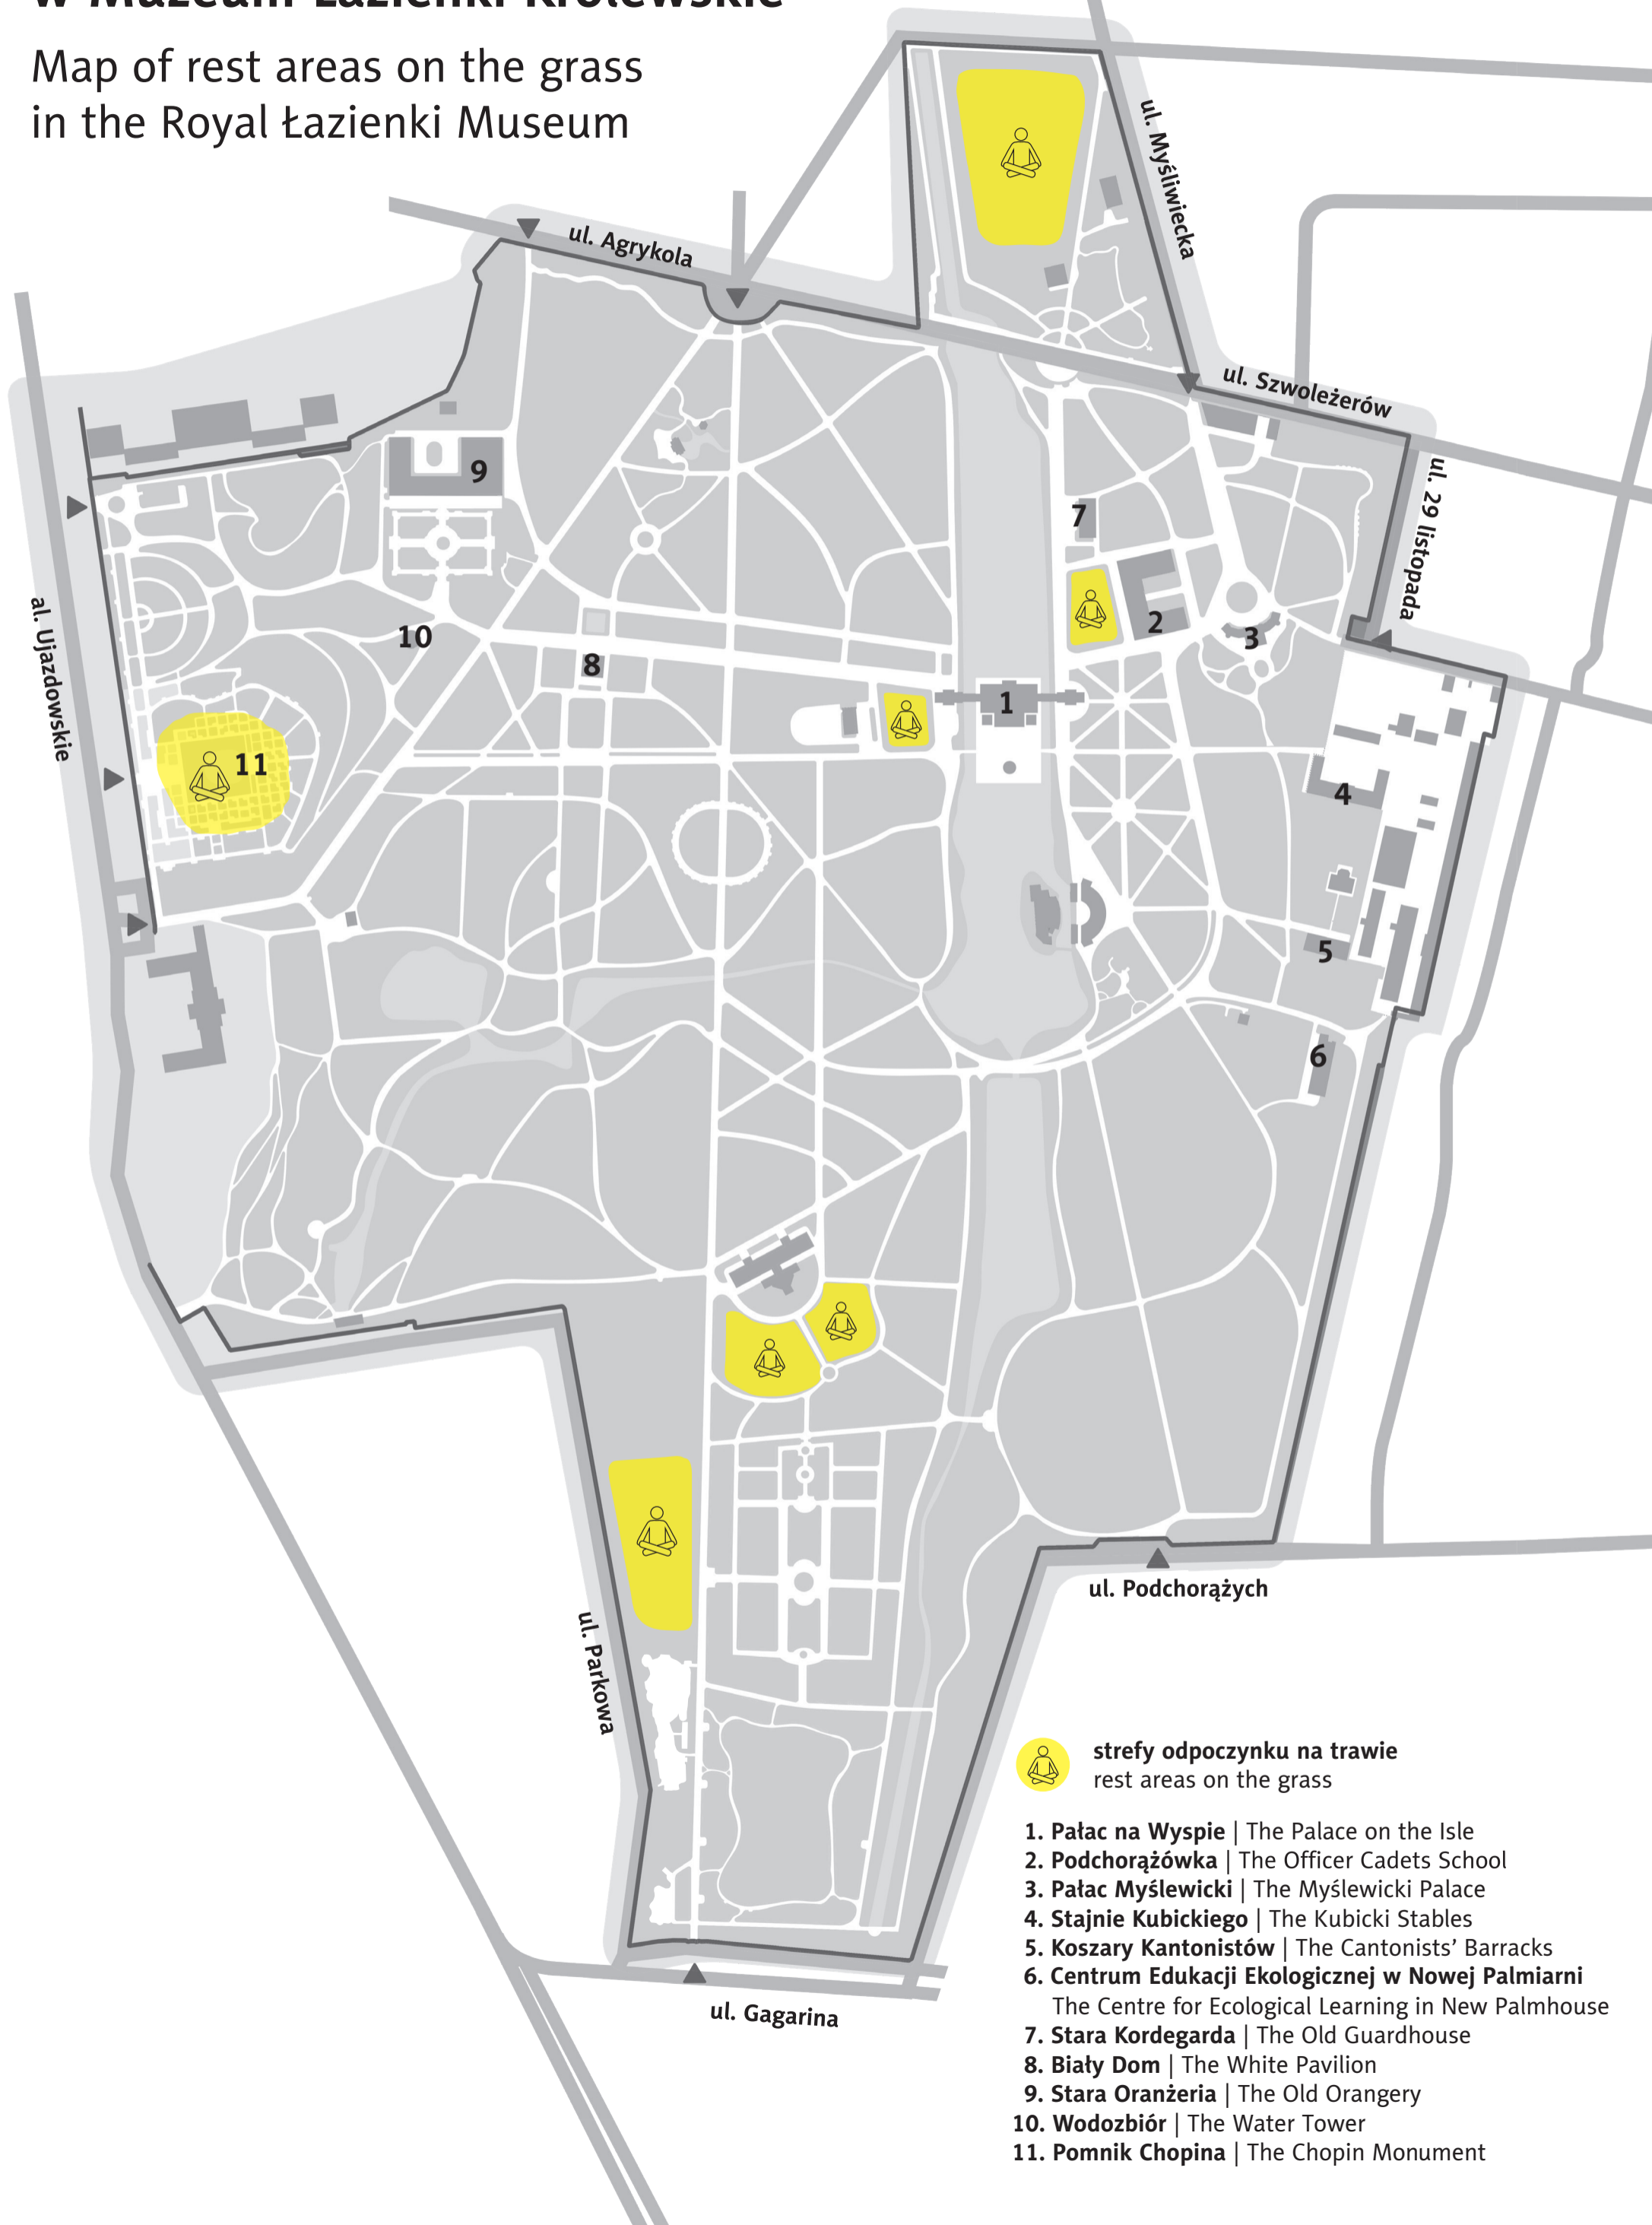 w Muzeum Łazienki Królewskie
Map of rest areas on the grass
in the Royal Łazienki Museum
ul. Myśliwiecka
ul. Agrykola
ul. Szwoleżerów
ul. 29 listopada
al. Ujazdowskie
9
7
2
3
10
8
1
11
4
5
6
ul. Podchorążych
ul. Parkowa
ul. Gagarina
strefy odpoczynku na trawie
rest areas on the grass
1. Pałac na Wyspie | The Palace on the Isle
2. Podchorążówka | The Officer Cadets School
3. Pałac Myślewicki | The Myślewicki Palace
4. Stajnie Kubickiego | The Kubicki Stables
5. Koszary Kantonistów | The Cantonists’ Barracks
6. Centrum Edukacji Ekologicznej w Nowej Palmiarni
The Centre for Ecological Learning in New Palmhouse
7. Stara Kordegarda | The Old Guardhouse
8. Biały Dom | The White Pavilion
9. Stara Oranżeria | The Old Orangery
10. Wodozbiór | The Water Tower
11. Pomnik Chopina | The Chopin Monument